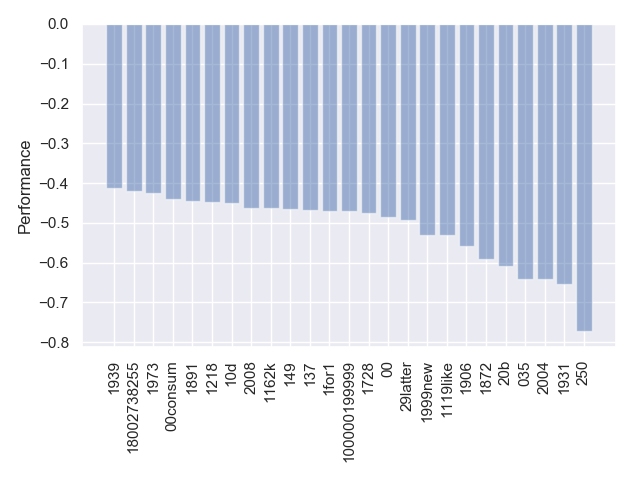 0.0
−0.1
−0.2
−0.3
−0.4
−0.5
−0.6
−0.7
−0.8
Performance
1939
18002738255
1973
00consum
1891
1218
10d
2008
1162k
149
137
1for1
100000199999
1728
00
29latter
1999new
1119like
1906
1872
20b
035
2004
1931
250